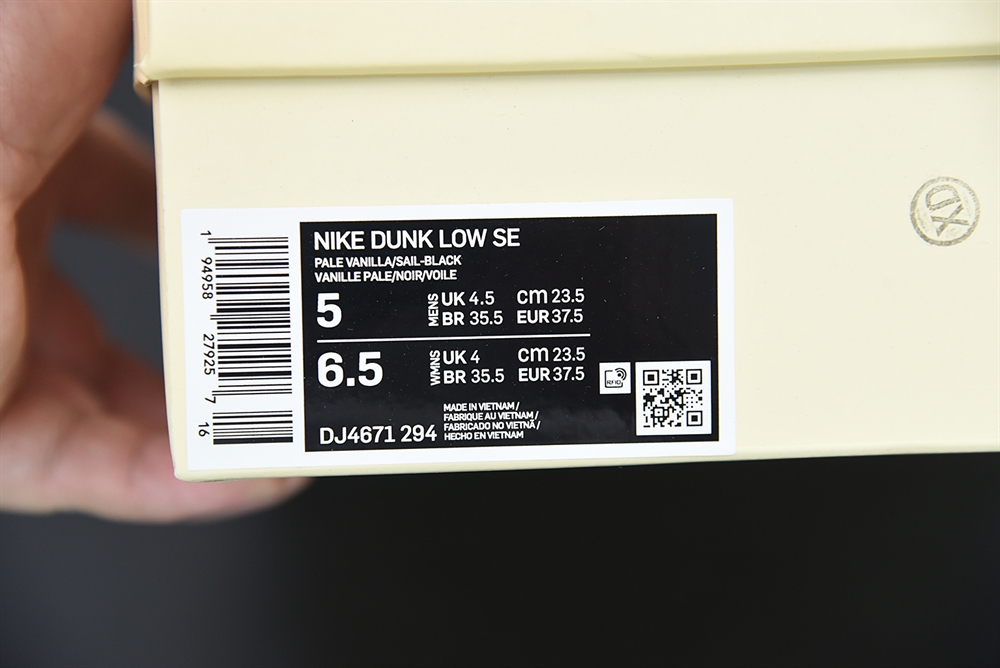 NIKE DUNK LOW SE
PALE VANILLA/SAIL-BLACK
VANILLE PALE/NOIR/VOILE
5 MENS UK 4.5 cm 23.5
BR 35.5 EUR 37.5
6.5 WMNS UK 4 cm 23.5
BR 35.5 EUR 37.5
RFID
MADE IN VIETNAM /
FABRIQUE AU VIETNAM /
FABRICADO NO VIETNÃ /
HECHO EN VIETNAM
DJ4671 294
1 94958 27925 7 16
DX